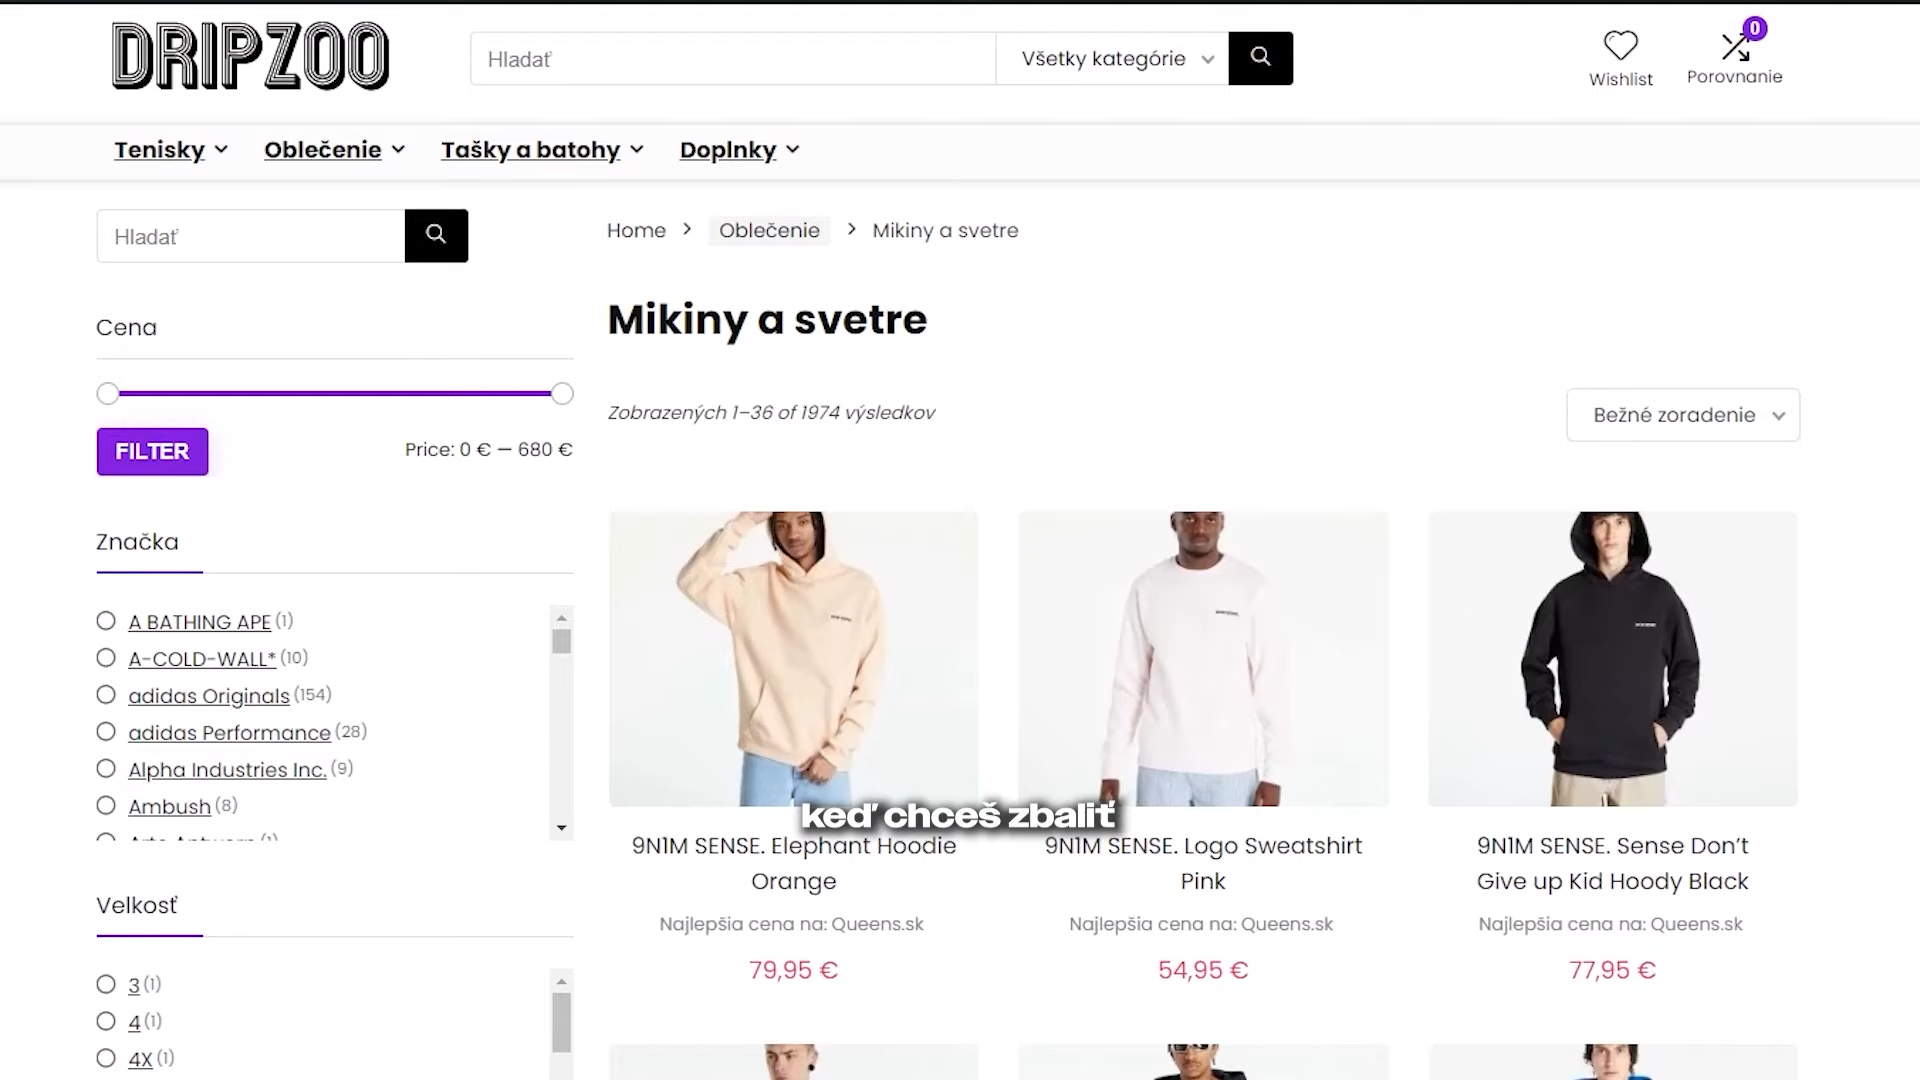 DRIPZOO
Hladať
Všetky kategórie
0
Wishlist
Porovnanie
Tenisky
Oblečenie
Tašky a batohy
Doplnky
Hladať
Home > Oblečenie > Mikiny a svetre
Mikiny a svetre
Zobrazených 1–36 of 1974 výsledkov
Bežné zoradenie
Cena
FILTER
Price: 0 € — 680 €
Značka
A BATHING APE (1)
A-COLD-WALL* (10)
adidas Originals (154)
adidas Performance (28)
Alpha Industries Inc. (9)
Ambush (8)
Veľkosť
3 (1)
4 (1)
4X (1)
keď chceš zbaliť
9N1M SENSE. Elephant Hoodie
Orange
Najlepšia cena na: Queens.sk
79,95 €
9N1M SENSE. Logo Sweatshirt
Pink
Najlepšia cena na: Queens.sk
54,95 €
9N1M SENSE. Sense Don’t
Give up Kid Hoody Black
Najlepšia cena na: Queens.sk
77,95 €